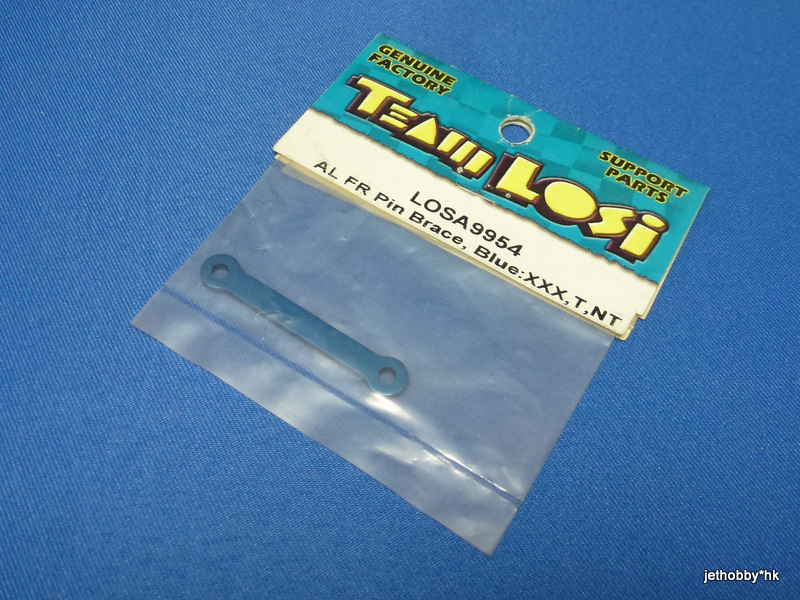 GENUINE
FACTORY
TEAM LOSI
SUPPORT
PARTS
LOSA9954
AL FR Pin Brace, Blue:XXX,T,NT
jethobby*hk